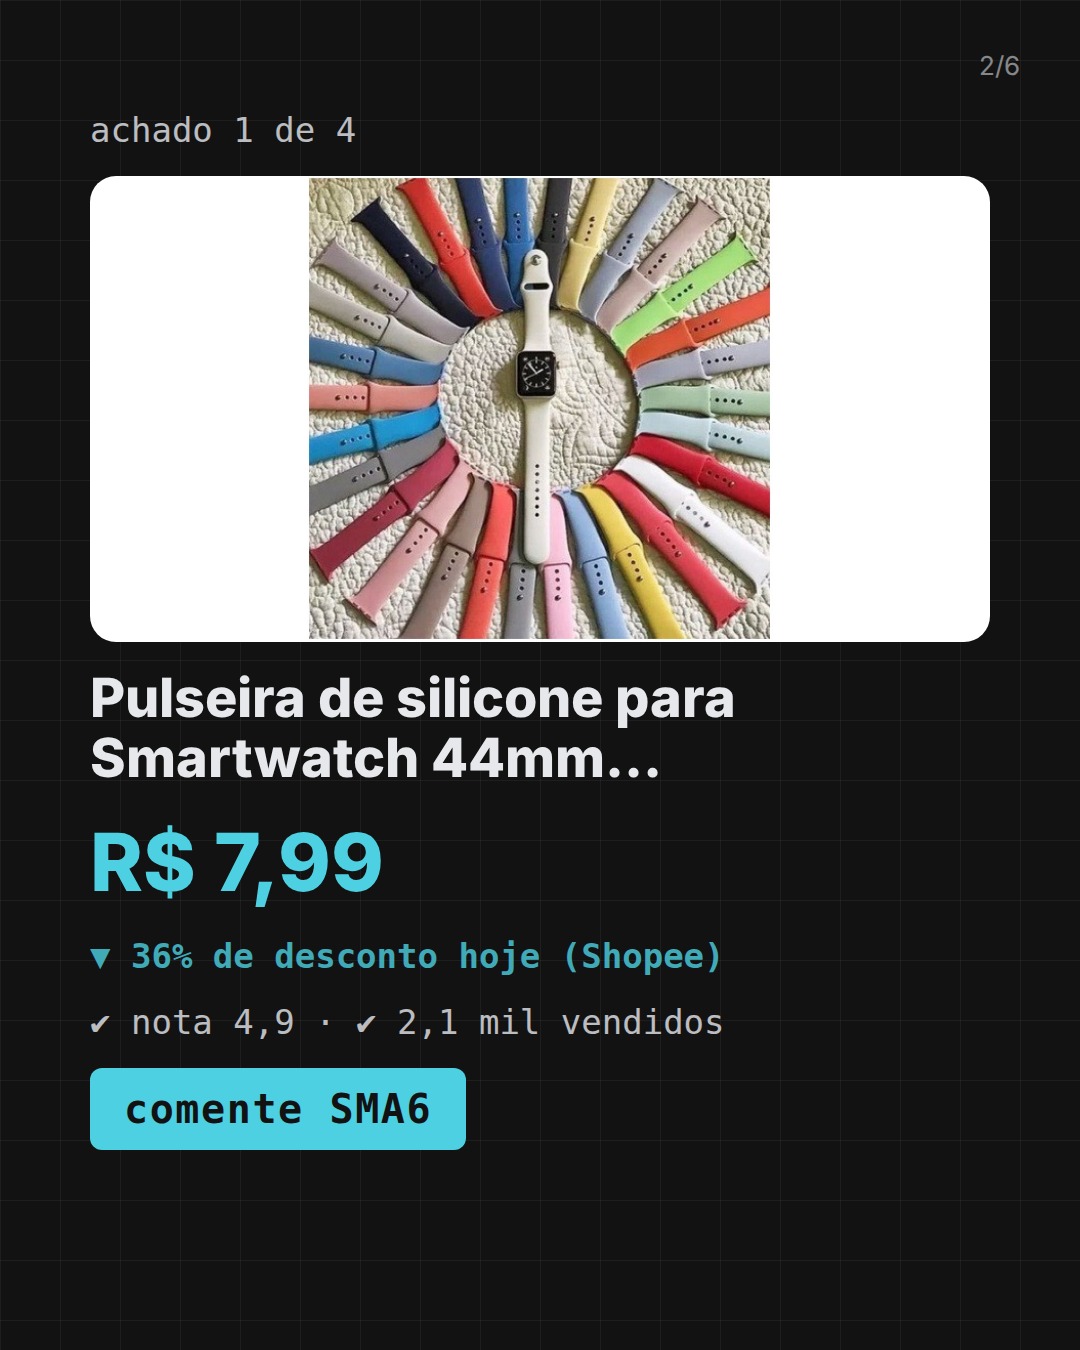 2/6
achado 1 de 4
Pulseira de silicone para
Smartwatch 44mm...
R$ 7,99
▼ 36% de desconto hoje (Shopee)
✔ nota 4,9 · ✔ 2,1 mil vendidos
comente SMA6